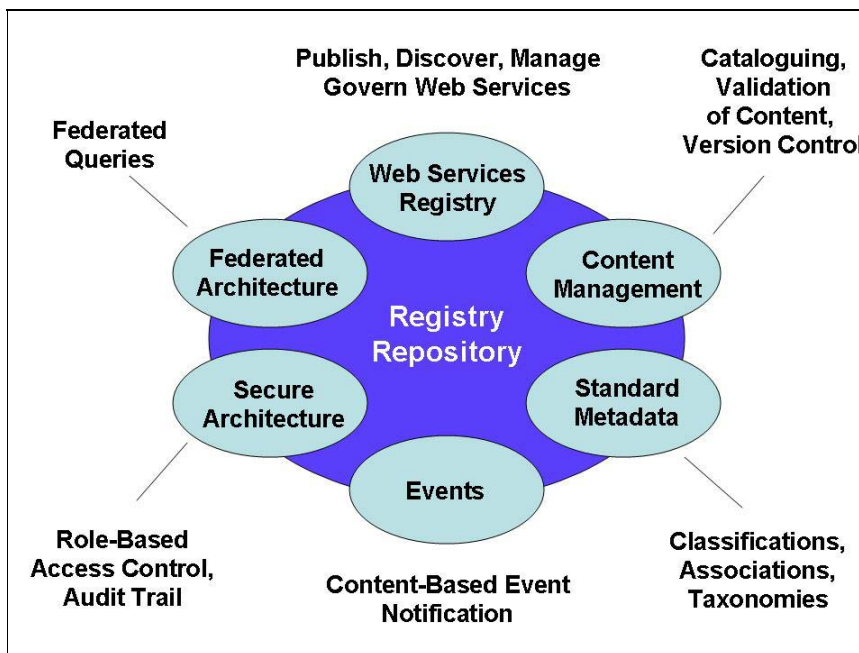 Publish, Discover, Manage
Govern Web Services
Cataloguing,
Validation
of Content,
Version Control
Federated
Queries
Web Services
Registry
Federated
Architecture
Content
Management
Registry
Repository
Secure
Architecture
Standard
Metadata
Events
Role-Based
Access Control,
Audit Trail
Content-Based Event
Notification
Classifications,
Associations,
Taxonomies